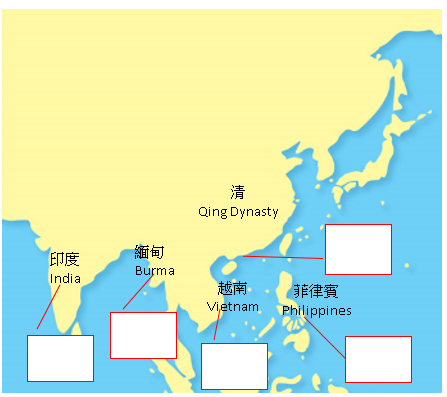 清
Qing Dynasty
印度
India
緬甸
Burma
越南
Vietnam
菲律賓
Philippines